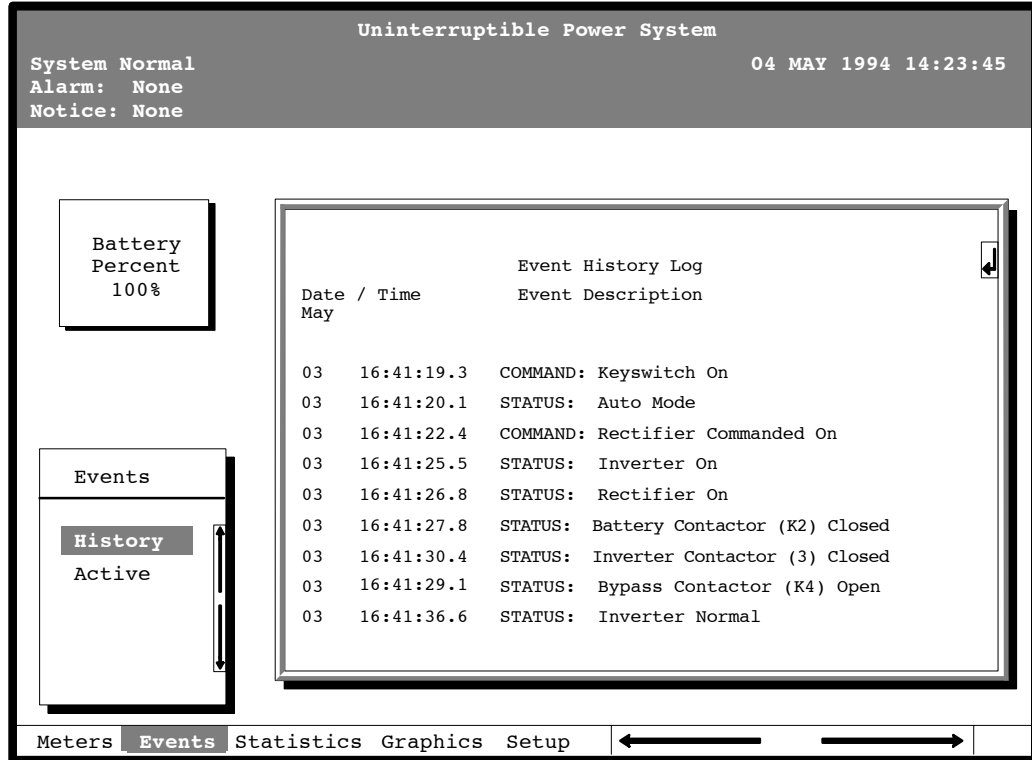 Uninterruptible Power System
System Normal 04 MAY 1994 14:23:45
Alarm: None
Notice: None
Battery
Percent
100%
Event History Log
Date / Time Event Description
May
03 16:41:19.3 COMMAND: Keyswitch On
03 16:41:20.1 STATUS: Auto Mode
03 16:41:22.4 COMMAND: Rectifier Commanded On
03 16:41:25.5 STATUS: Inverter On
03 16:41:26.8 STATUS: Rectifier On
03 16:41:27.8 STATUS: Battery Contactor (K2) Closed
03 16:41:30.4 STATUS: Inverter Contactor (3) Closed
03 16:41:29.1 STATUS: Bypass Contactor (K4) Open
03 16:41:36.6 STATUS: Inverter Normal
Events
History
Active
Meters Events Statistics Graphics Setup